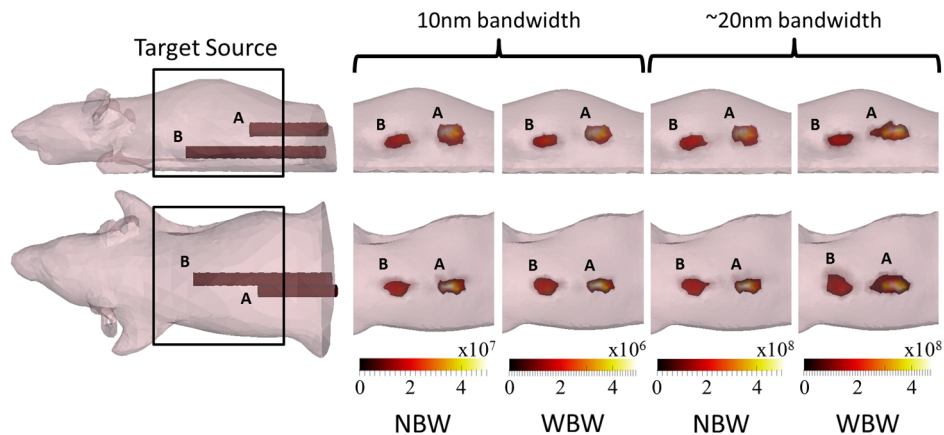 10nm bandwidth ~20nm bandwidth
Target Source
A
B
B A B A B A B A
B
A
B A B A B A B A
x10⁷ x10⁶ x10⁸ x10⁸
0 2 4 0 2 4 0 2 4 0 2 4
NBW WBW NBW WBW